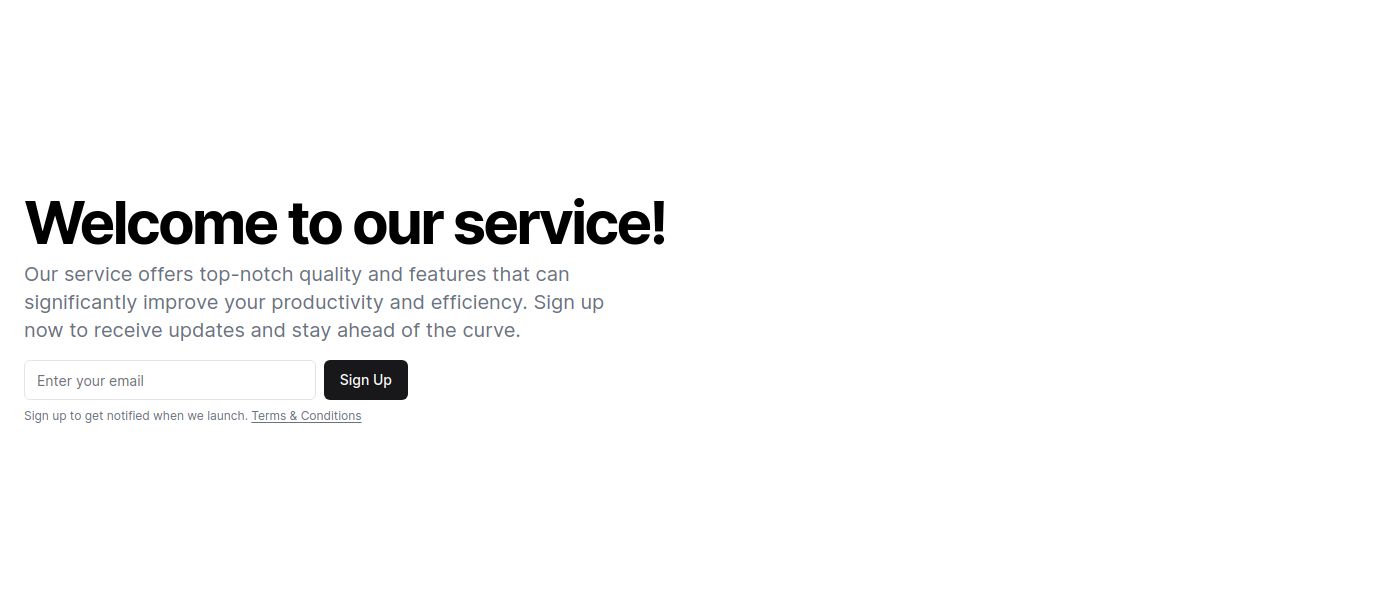 Welcome to our service!
Our service offers top-notch quality and features that can
significantly improve your productivity and efficiency. Sign up
now to receive updates and stay ahead of the curve.
Enter your email
Sign Up
Sign up to get notified when we launch. Terms & Conditions